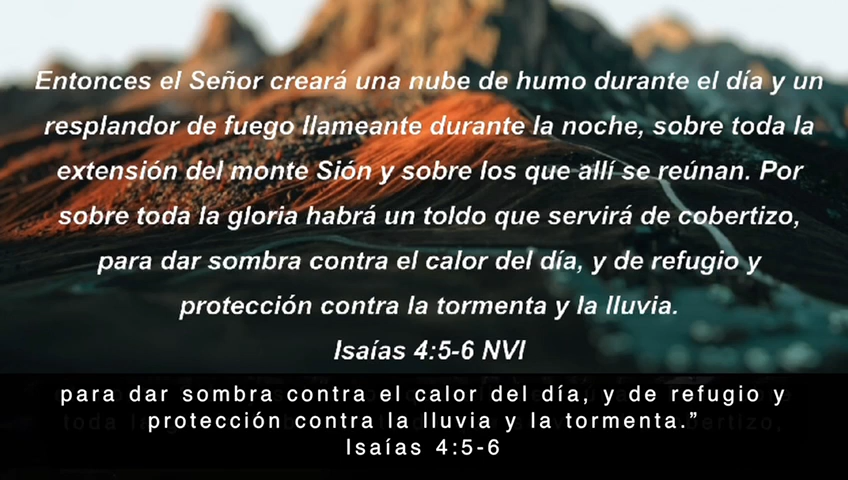 Entonces el Señor creará una nube de humo durante el día y un
resplandor de fuego llameante durante la noche, sobre toda la
extensión del monte Sión y sobre los que allí se reúnan. Por
sobre toda la gloria habrá un toldo que servirá de cobertizo,
para dar sombra contra el calor del día, y de refugio y
protección contra la tormenta y la lluvia.
Isaías 4:5-6 NVI
para dar sombra contra el calor del día, y de refugio y
protección contra la lluvia y la tormenta.”
Isaías 4:5-6